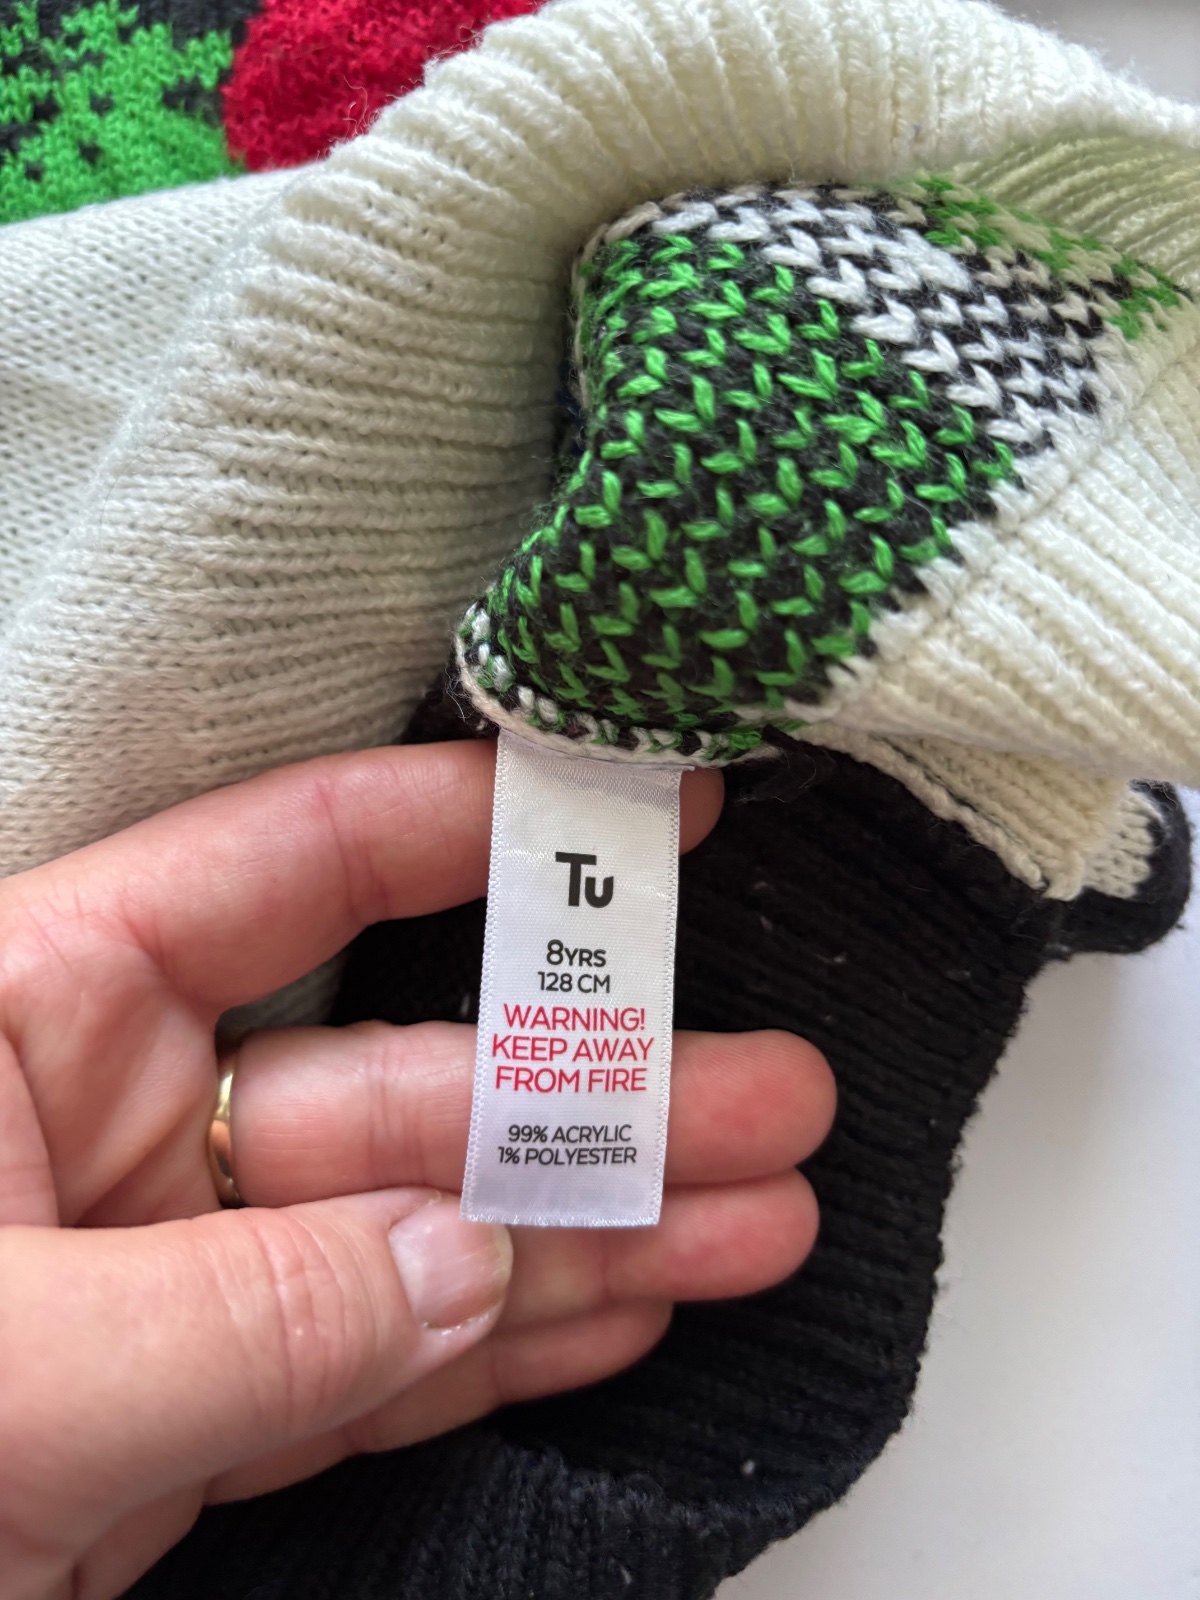 Tu
8YRS
128 CM
WARNING!
KEEP AWAY
FROM FIRE
99% ACRYLIC
1% POLYESTER